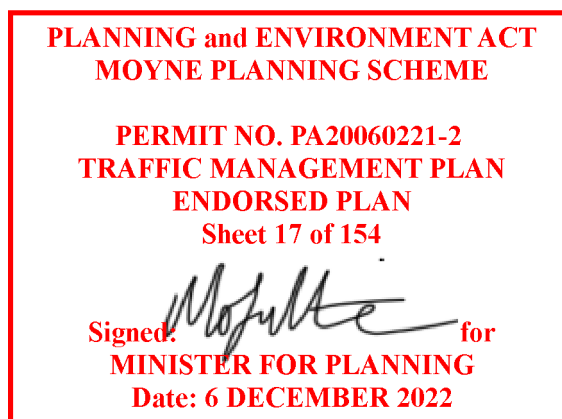 PLANNING and ENVIRONMENT ACT
MOYNE PLANNING SCHEME
PERMIT NO. PA20060221-2
TRAFFIC MANAGEMENT PLAN
ENDORSED PLAN
Sheet 17 of 154
Signed: for
MINISTER FOR PLANNING
Date: 6 DECEMBER 2022